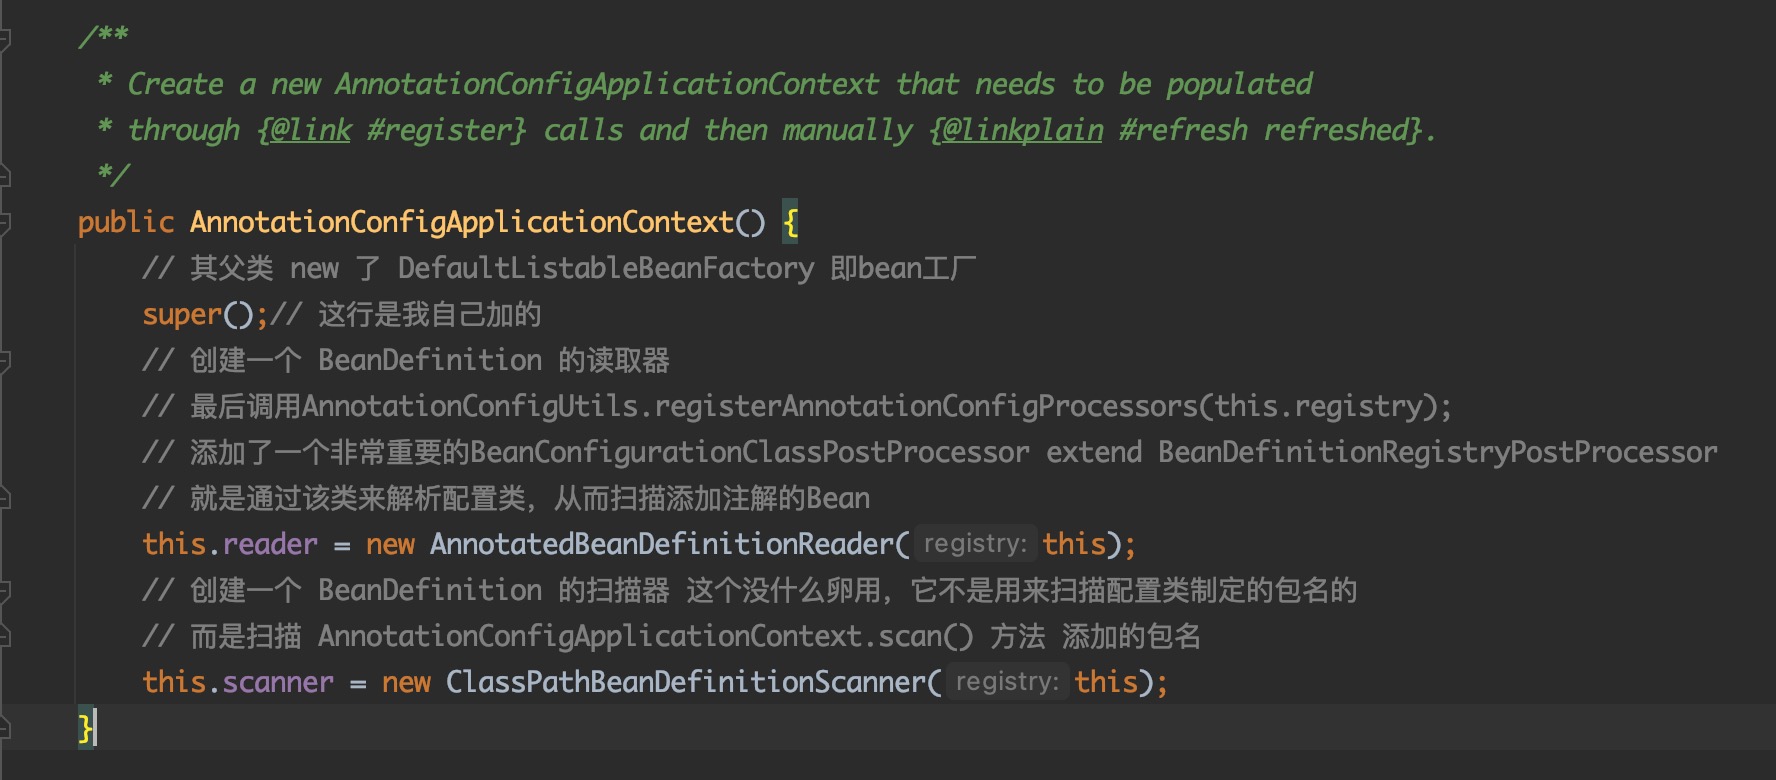 /**
* Create a new AnnotationConfigApplicationContext that needs to be populated
* through {@link #register} calls and then manually {@linkplain #refresh refreshed}.
*/
public AnnotationConfigApplicationContext() {
// 其父类 new 了 DefaultListableBeanFactory 即bean工厂
super();// 这行是我自己加的
// 创建一个 BeanDefinition 的读取器
// 最后调用AnnotationConfigUtils.registerAnnotationConfigProcessors(this.registry);
// 添加了一个非常重要的BeanConfigurationClassPostProcessor extend BeanDefinitionRegistryPostProcessor
// 就是通过该类来解析配置类，从而扫描添加注解的Bean
this.reader = new AnnotatedBeanDefinitionReader( registry: this);
// 创建一个 BeanDefinition 的扫描器 这个没什么卵用，它不是用来扫描配置类制定的包名的
// 而是扫描 AnnotationConfigApplicationContext.scan() 方法 添加的包名
this.scanner = new ClassPathBeanDefinitionScanner( registry: this);
}